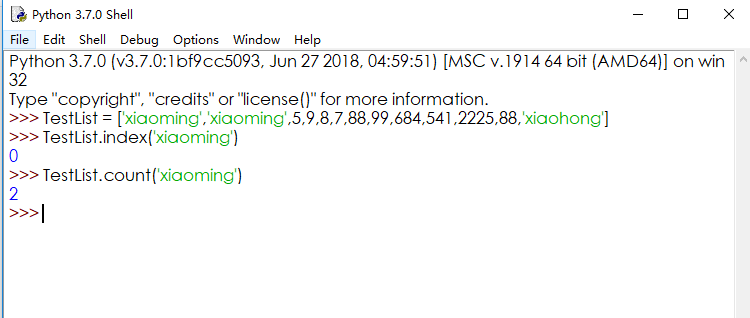 Python 3.7.0 Shell
File Edit Shell Debug Options Window Help
Python 3.7.0 (v3.7.0:1bf9cc5093, Jun 27 2018, 04:59:51) [MSC v.1914 64 bit (AMD64)] on win
32
Type "copyright", "credits" or "license()" for more information.
>>> TestList = ['xiaoming','xiaoming',5,9,8,7,88,99,684,541,2225,88,'xiaohong']
>>> TestList.index('xiaoming')
0
>>> TestList.count('xiaoming')
2
>>>